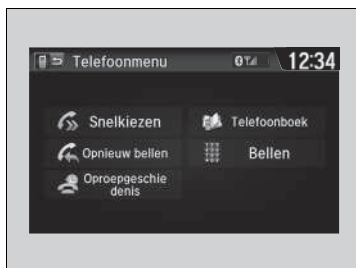 Telefoonmenu
12:34
Snelkiezen
Telefoonboek
Opnieuw bellen
Bellen
Oproepgeschie
denis